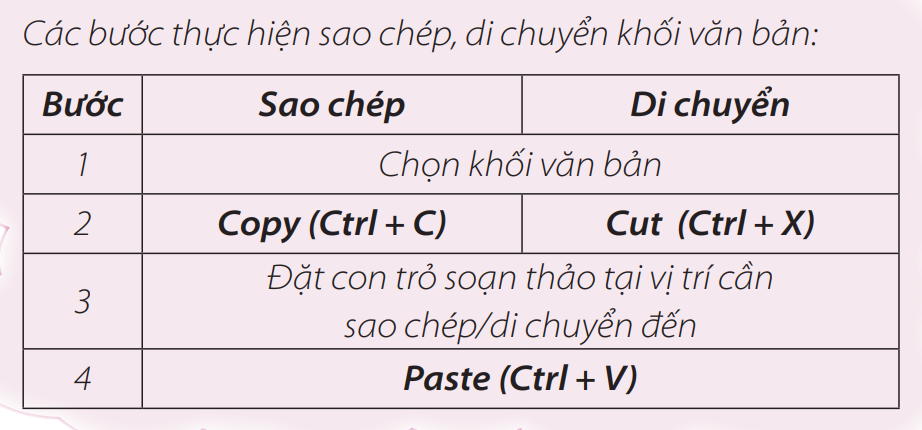 Các bước thực hiện sao chép, di chuyển khối văn bản:
Bước Sao chép Di chuyển
1 Chọn khối văn bản
2 Copy (Ctrl + C) Cut (Ctrl + X)
3 Đặt con trỏ soạn thảo tại vị trí cần
sao chép/di chuyển đến
4 Paste (Ctrl + V)